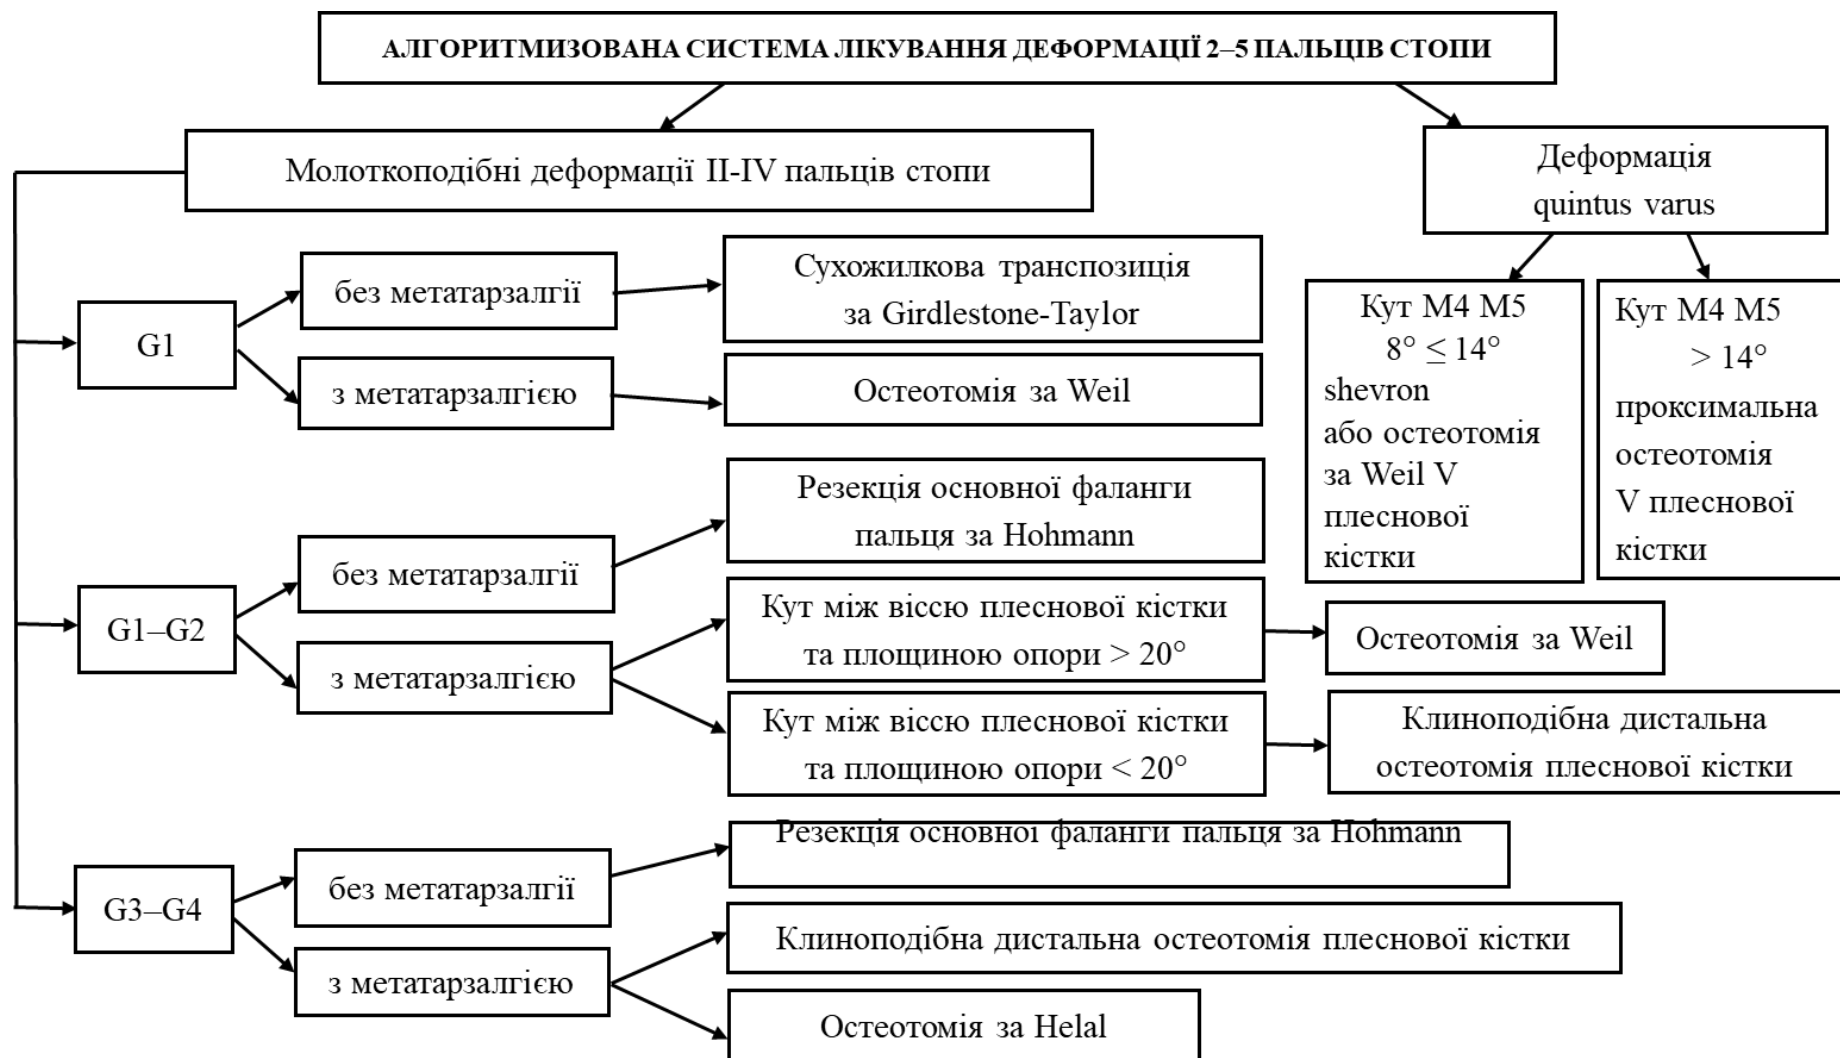 АЛГОРИТМИЗОВАНА СИСТЕМА ЛІКУВАННЯ ДЕФОРМАЦІЇ 2–5 ПАЛЬЦІВ СТОПИ
Молоткоподібні деформації II-IV пальців стопи
G1
без метатарзалгії
Сухожилкова транспозиція
за Girdlestone-Taylor
з метатарзалгією
Остеотомія за Weil
G1–G2
без метатарзалгії
Резекція основної фаланги
пальця за Hohmann
з метатарзалгією
Кут між віссю плеснової кістки
та площиною опори > 20°
Остеотомія за Weil
Кут між віссю плеснової кістки
та площиною опори < 20°
Клиноподібна дистальна
остеотомія плеснової кістки
G3–G4
без метатарзалгії
Резекція основної фаланги пальця за Hohmann
з метатарзалгією
Клиноподібна дистальна остеотомія плеснової кістки
Остеотомія за Helal
Деформація
quintus varus
Кут М4 М5
8° ≤ 14°
shevron
або остеотомія
за Weil V
плеснової
кістки
Кут М4 М5
> 14°
проксимальна
остеотомія
V плеснової
кістки